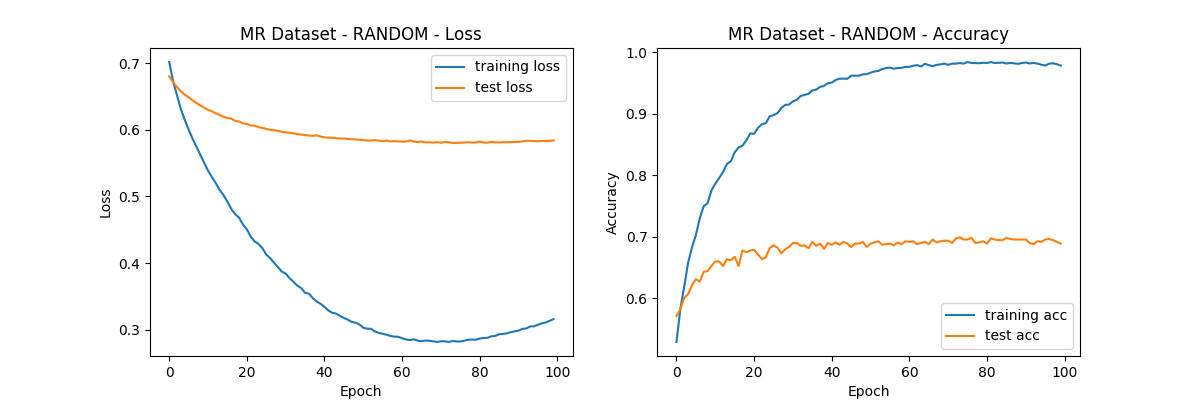 MR Dataset - RANDOM - Loss
training loss
test loss
0.7
0.6
0.5
0.4
0.3
Loss
0 20 40 60 80 100
Epoch
MR Dataset - RANDOM - Accuracy
1.0
0.9
0.8
0.7
0.6
Accuracy
training acc
test acc
0 20 40 60 80 100
Epoch